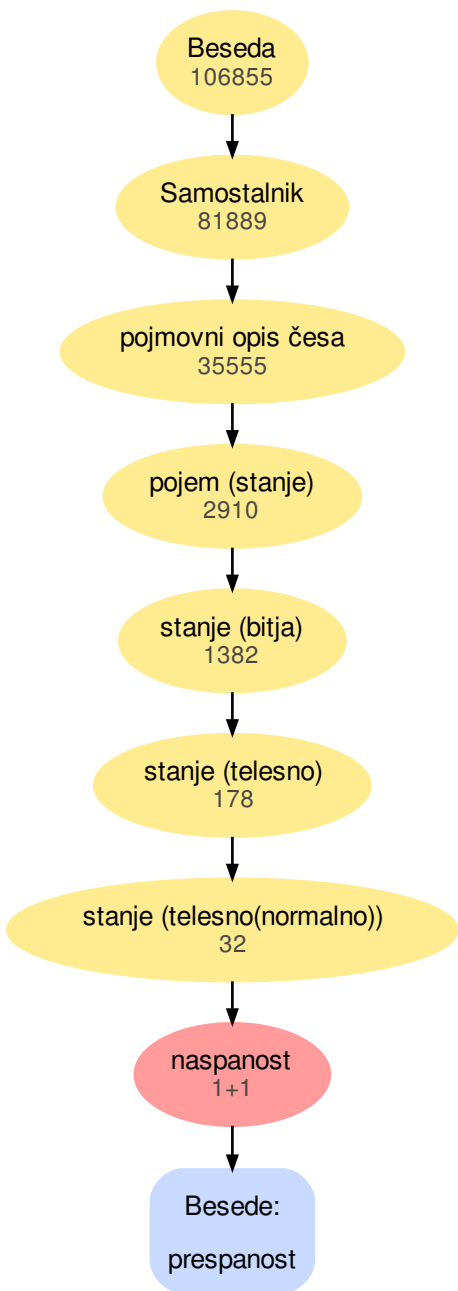 Beseda
106855
Samostalnik
81889
pojmovni opis česa
35555
pojem (stanje)
2910
stanje (bitja)
1382
stanje (telesno)
178
stanje (telesno(normalno))
32
naspanost
1+1
Besede:
prespanost